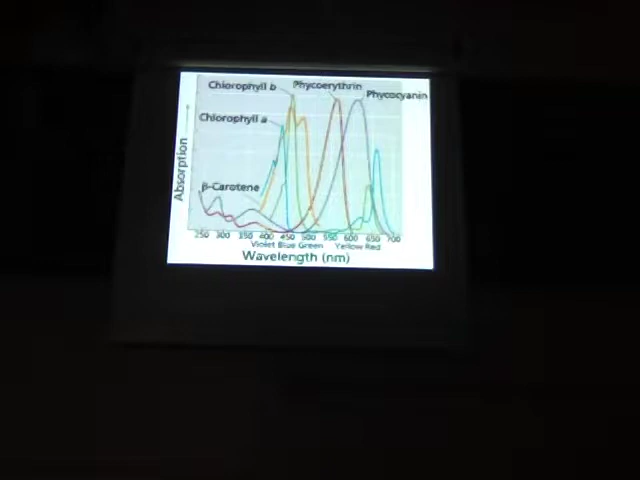 Chlorophyll b
Phycoerythrin
Phycocyanin
Chlorophyll a
β-Carotene
Absorption
250 300 350 400 450 500 550 600 650 700
Violet Blue Green Yellow Red
Wavelength (nm)